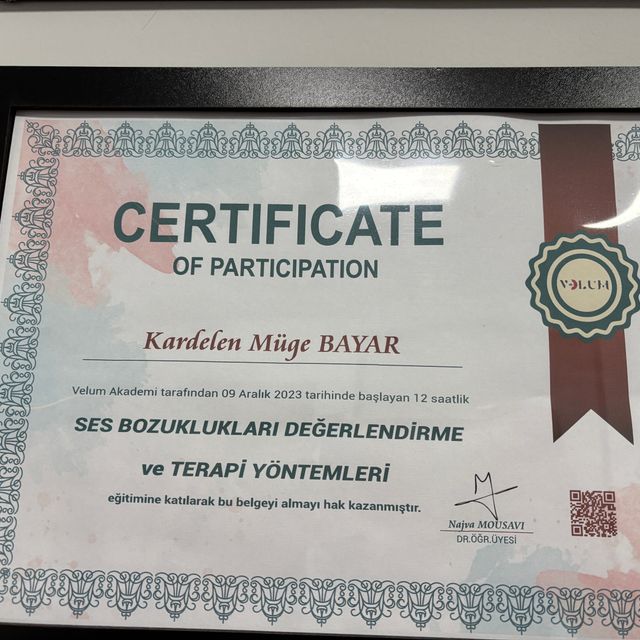 CERTIFICATE
OF PARTICIPATION
VOLUM
Kardelen Müge BAYAR
Velum Akademi tarafından 09 Aralık 2023 tarihinde başlayan 12 saatlik
SES BOZUKLUKLARI DEĞERLENDİRME
ve TERAPİ YÖNTEMLERİ
eğitimine katılarak bu belgeyi almayı hak kazanmıştır.
Najva MOUSAVI
DR.ÖĞR.ÜYESİ